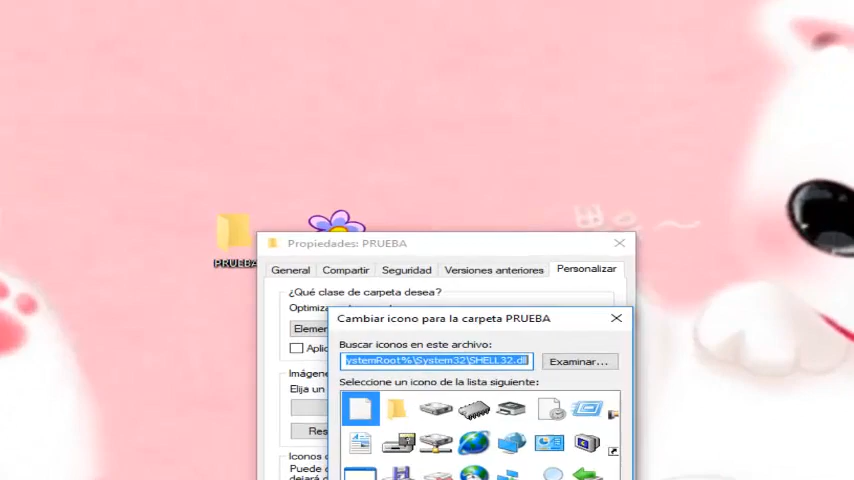 PRUEBA
Propiedades: PRUEBA
General
Compartir
Seguridad
Versiones anteriores
Personalizar
¿Qué clase de carpeta desea?
Optimiz
Elemen
Aplic
Cambiar icono para la carpeta PRUEBA
Buscar iconos en este archivo:
ystemRoot%\System32\SHELL32.dll
Examinar...
Seleccione un icono de la lista siguiente:
Imágene
Elija un
Res
Iconos c
Puede c
dejará d